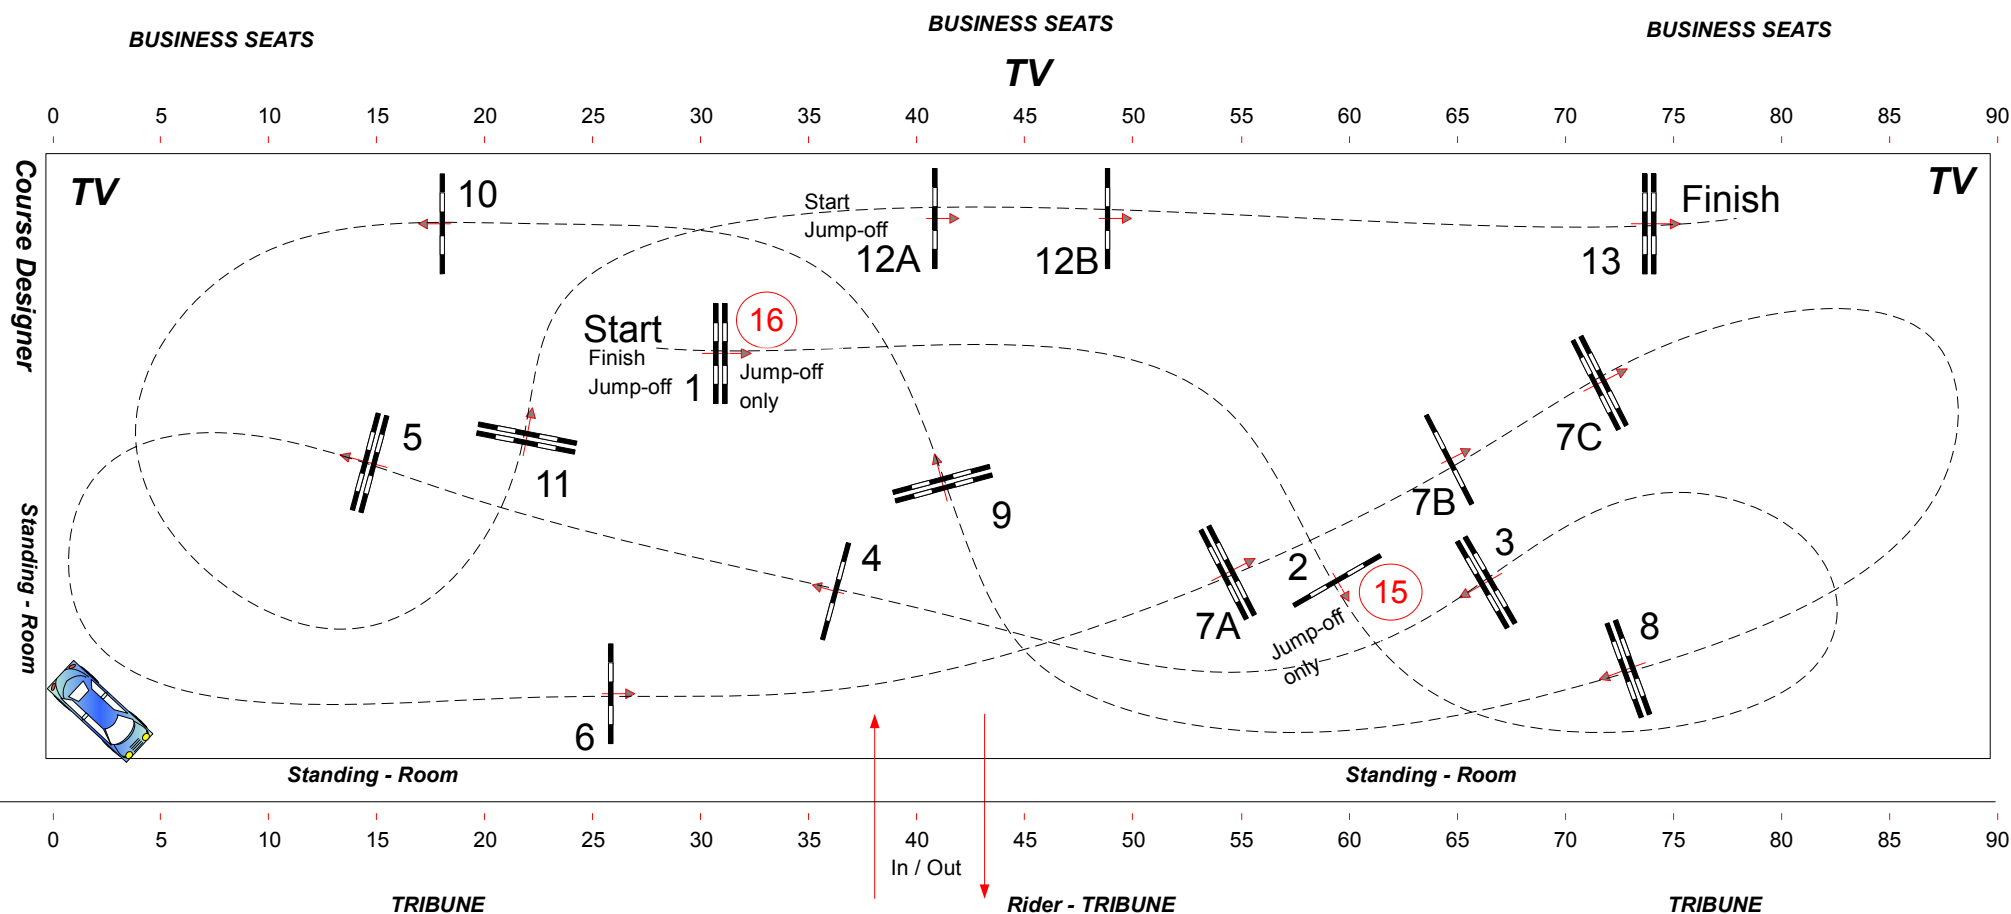 BUSINESS SEATS
BUSINESS SEATS
BUSINESS SEATS
TV
0 5 10 15 20 25 30 35 40 45 50 55 60 65 70 75 80 85 90
Course Designer
TV
TV
10
Start
Jump-off
12A
12B
13
Finish
Start
Finish
Jump-off
1
16
Jump-off
only
5
11
9
7C
7B
3
4
2
15
7A
Jump-off
only
8
6
Standing - Room
Standing - Room
Standing - Room
0 5 10 15 20 25 30 35 40 45 50 55 60 65 70 75 80 85 90
In / Out
TRIBUNE
Rider - TRIBUNE
TRIBUNE